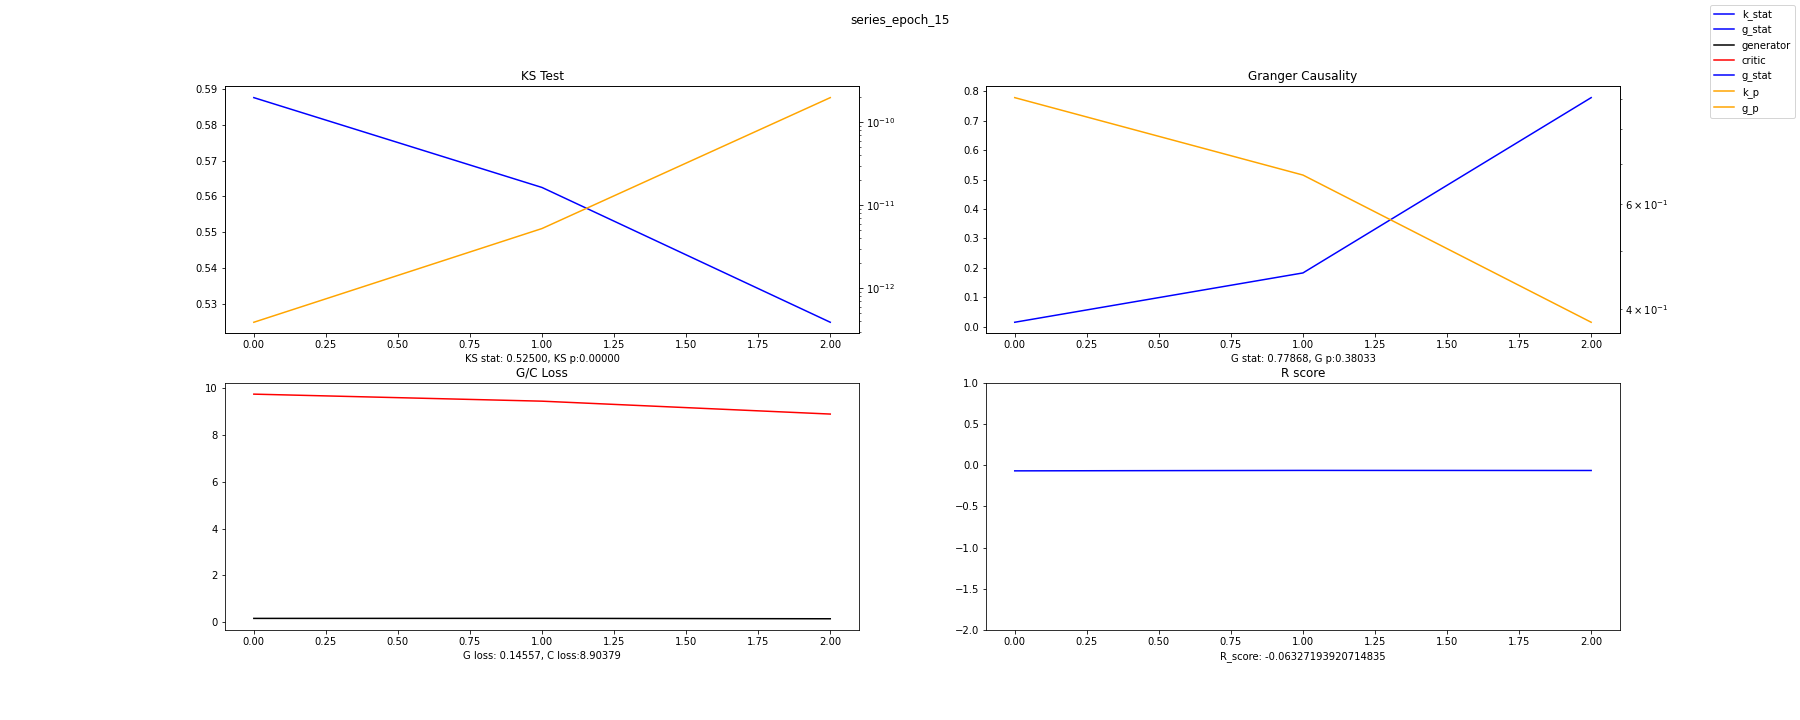 series_epoch_15
k_stat
g_stat
generator
critic
g_stat
k_p
g_p
KS Test
0.59
0.58
0.57
0.56
0.55
0.54
0.53
10⁻¹⁰
10⁻¹¹
10⁻¹²
0.00 0.25 0.50 0.75 1.00 1.25 1.50 1.75 2.00
KS stat: 0.52500, KS p:0.00000
Granger Causality
0.8
0.7
0.6
0.5
0.4
0.3
0.2
0.1
0.0
6 × 10⁻¹
4 × 10⁻¹
0.00 0.25 0.50 0.75 1.00 1.25 1.50 1.75 2.00
G stat: 0.77868, G p:0.38033
G/C Loss
10
8
6
4
2
0
0.00 0.25 0.50 0.75 1.00 1.25 1.50 1.75 2.00
G loss: 0.14557, C loss:8.90379
R score
1.0
0.5
0.0
−0.5
−1.0
−1.5
−2.0
0.00 0.25 0.50 0.75 1.00 1.25 1.50 1.75 2.00
R_score: -0.06327193920714835